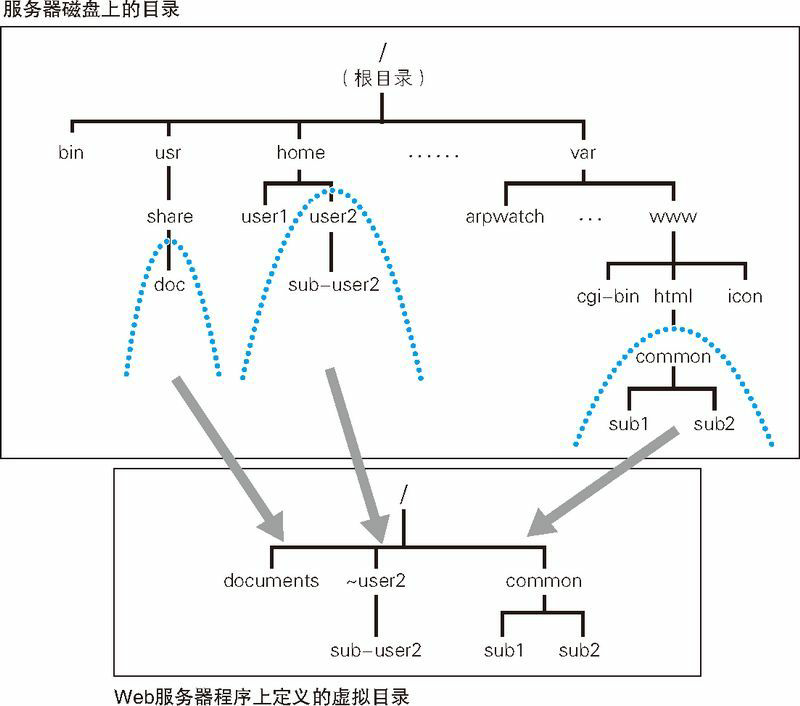 服务器磁盘上的目录
/
（根目录）
bin usr home ······ var
share user1 user2 arpwatch ··· www
doc sub-user2 cgi-bin html icon
common
sub1 sub2
/
documents ~user2 common
sub-user2 sub1 sub2
Web服务器程序上定义的虚拟目录